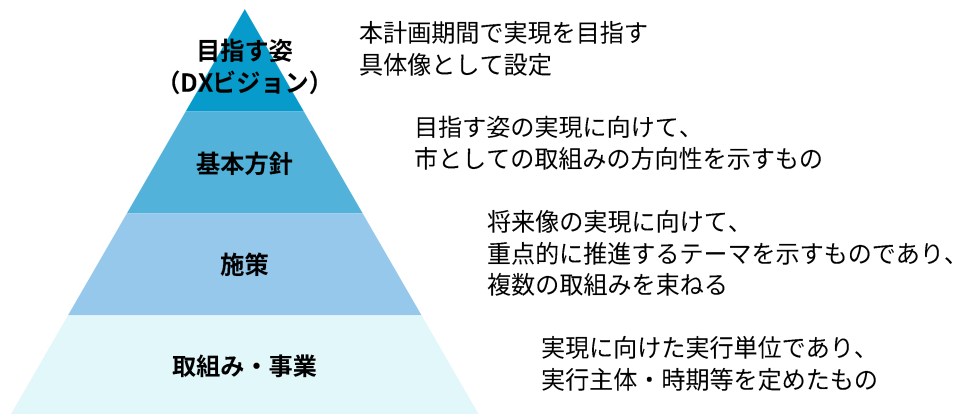 目指す姿
（DXビジョン）
本計画期間で実現を目指す
具体像として設定
基本方針
目指す姿の実現に向けて、
市としての取組みの方向性を示すもの
施策
将来像の実現に向けて、
重点的に推進するテーマを示すものであり、
複数の取組みを束ねる
取組み・事業
実現に向けた実行単位であり、
実行主体・時期等を定めたもの